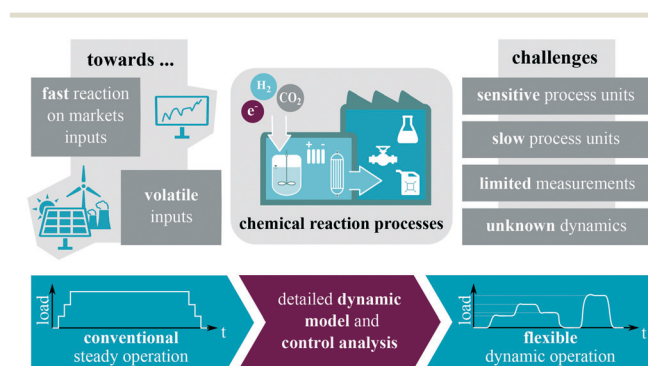 towards ...
fast reaction
on markets
inputs
volatile
inputs
H₂
CO₂
e⁻
chemical reaction processes
challenges
sensitive process units
slow process units
limited measurements
unknown dynamics
load
t
conventional
steady operation
detailed dynamic
model and
control analysis
load
t
flexible
dynamic operation